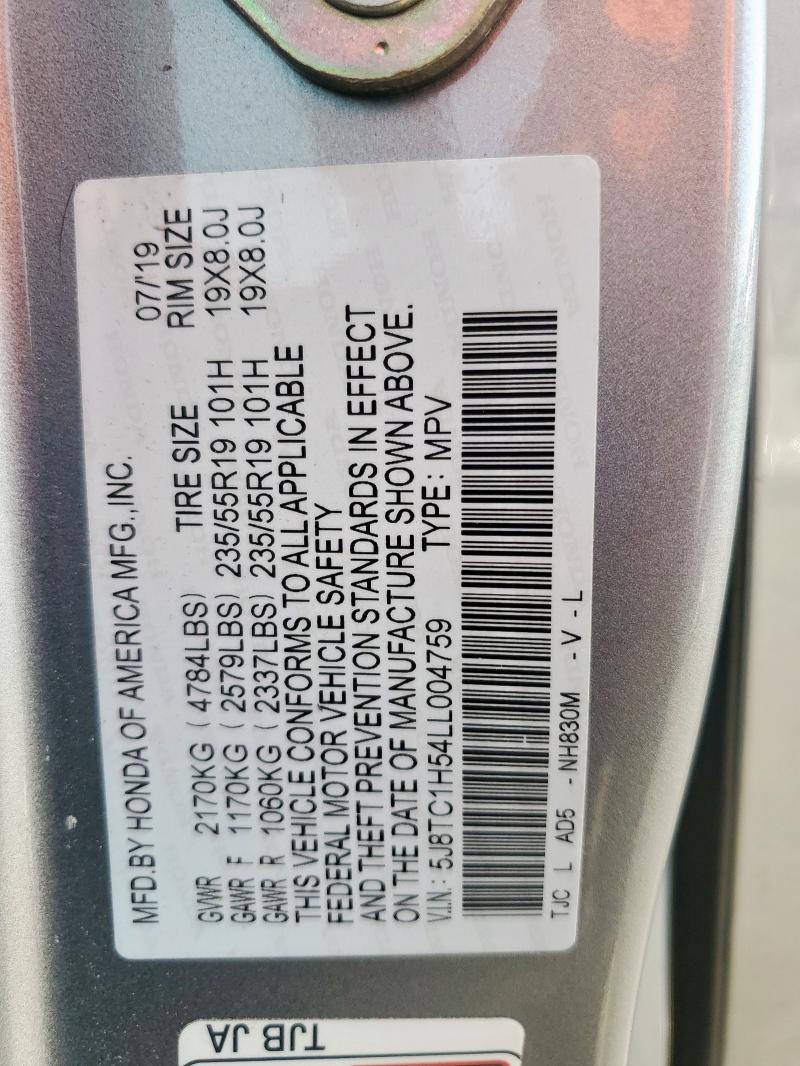 MFD.BY HONDA OF AMERICA MFG.,INC. 07/'19
GVWR 2170KG ( 4784LBS) TIRE SIZE RIM SIZE
GAWR F 1170KG ( 2579LBS) 235/55R19 101H 19X8.0J
GAWR R 1060KG ( 2337LBS) 235/55R19 101H 19X8.0J
THIS VEHICLE CONFORMS TO ALL APPLICABLE
FEDERAL MOTOR VEHICLE SAFETY
AND THEFT PREVENTION STANDARDS IN EFFECT
ON THE DATE OF MANUFACTURE SHOWN ABOVE.
V.I.N.: 5J8TC1H54LL004759 TYPE: MPV
TJC L AD5 -NH830M -V-L
TJB JA